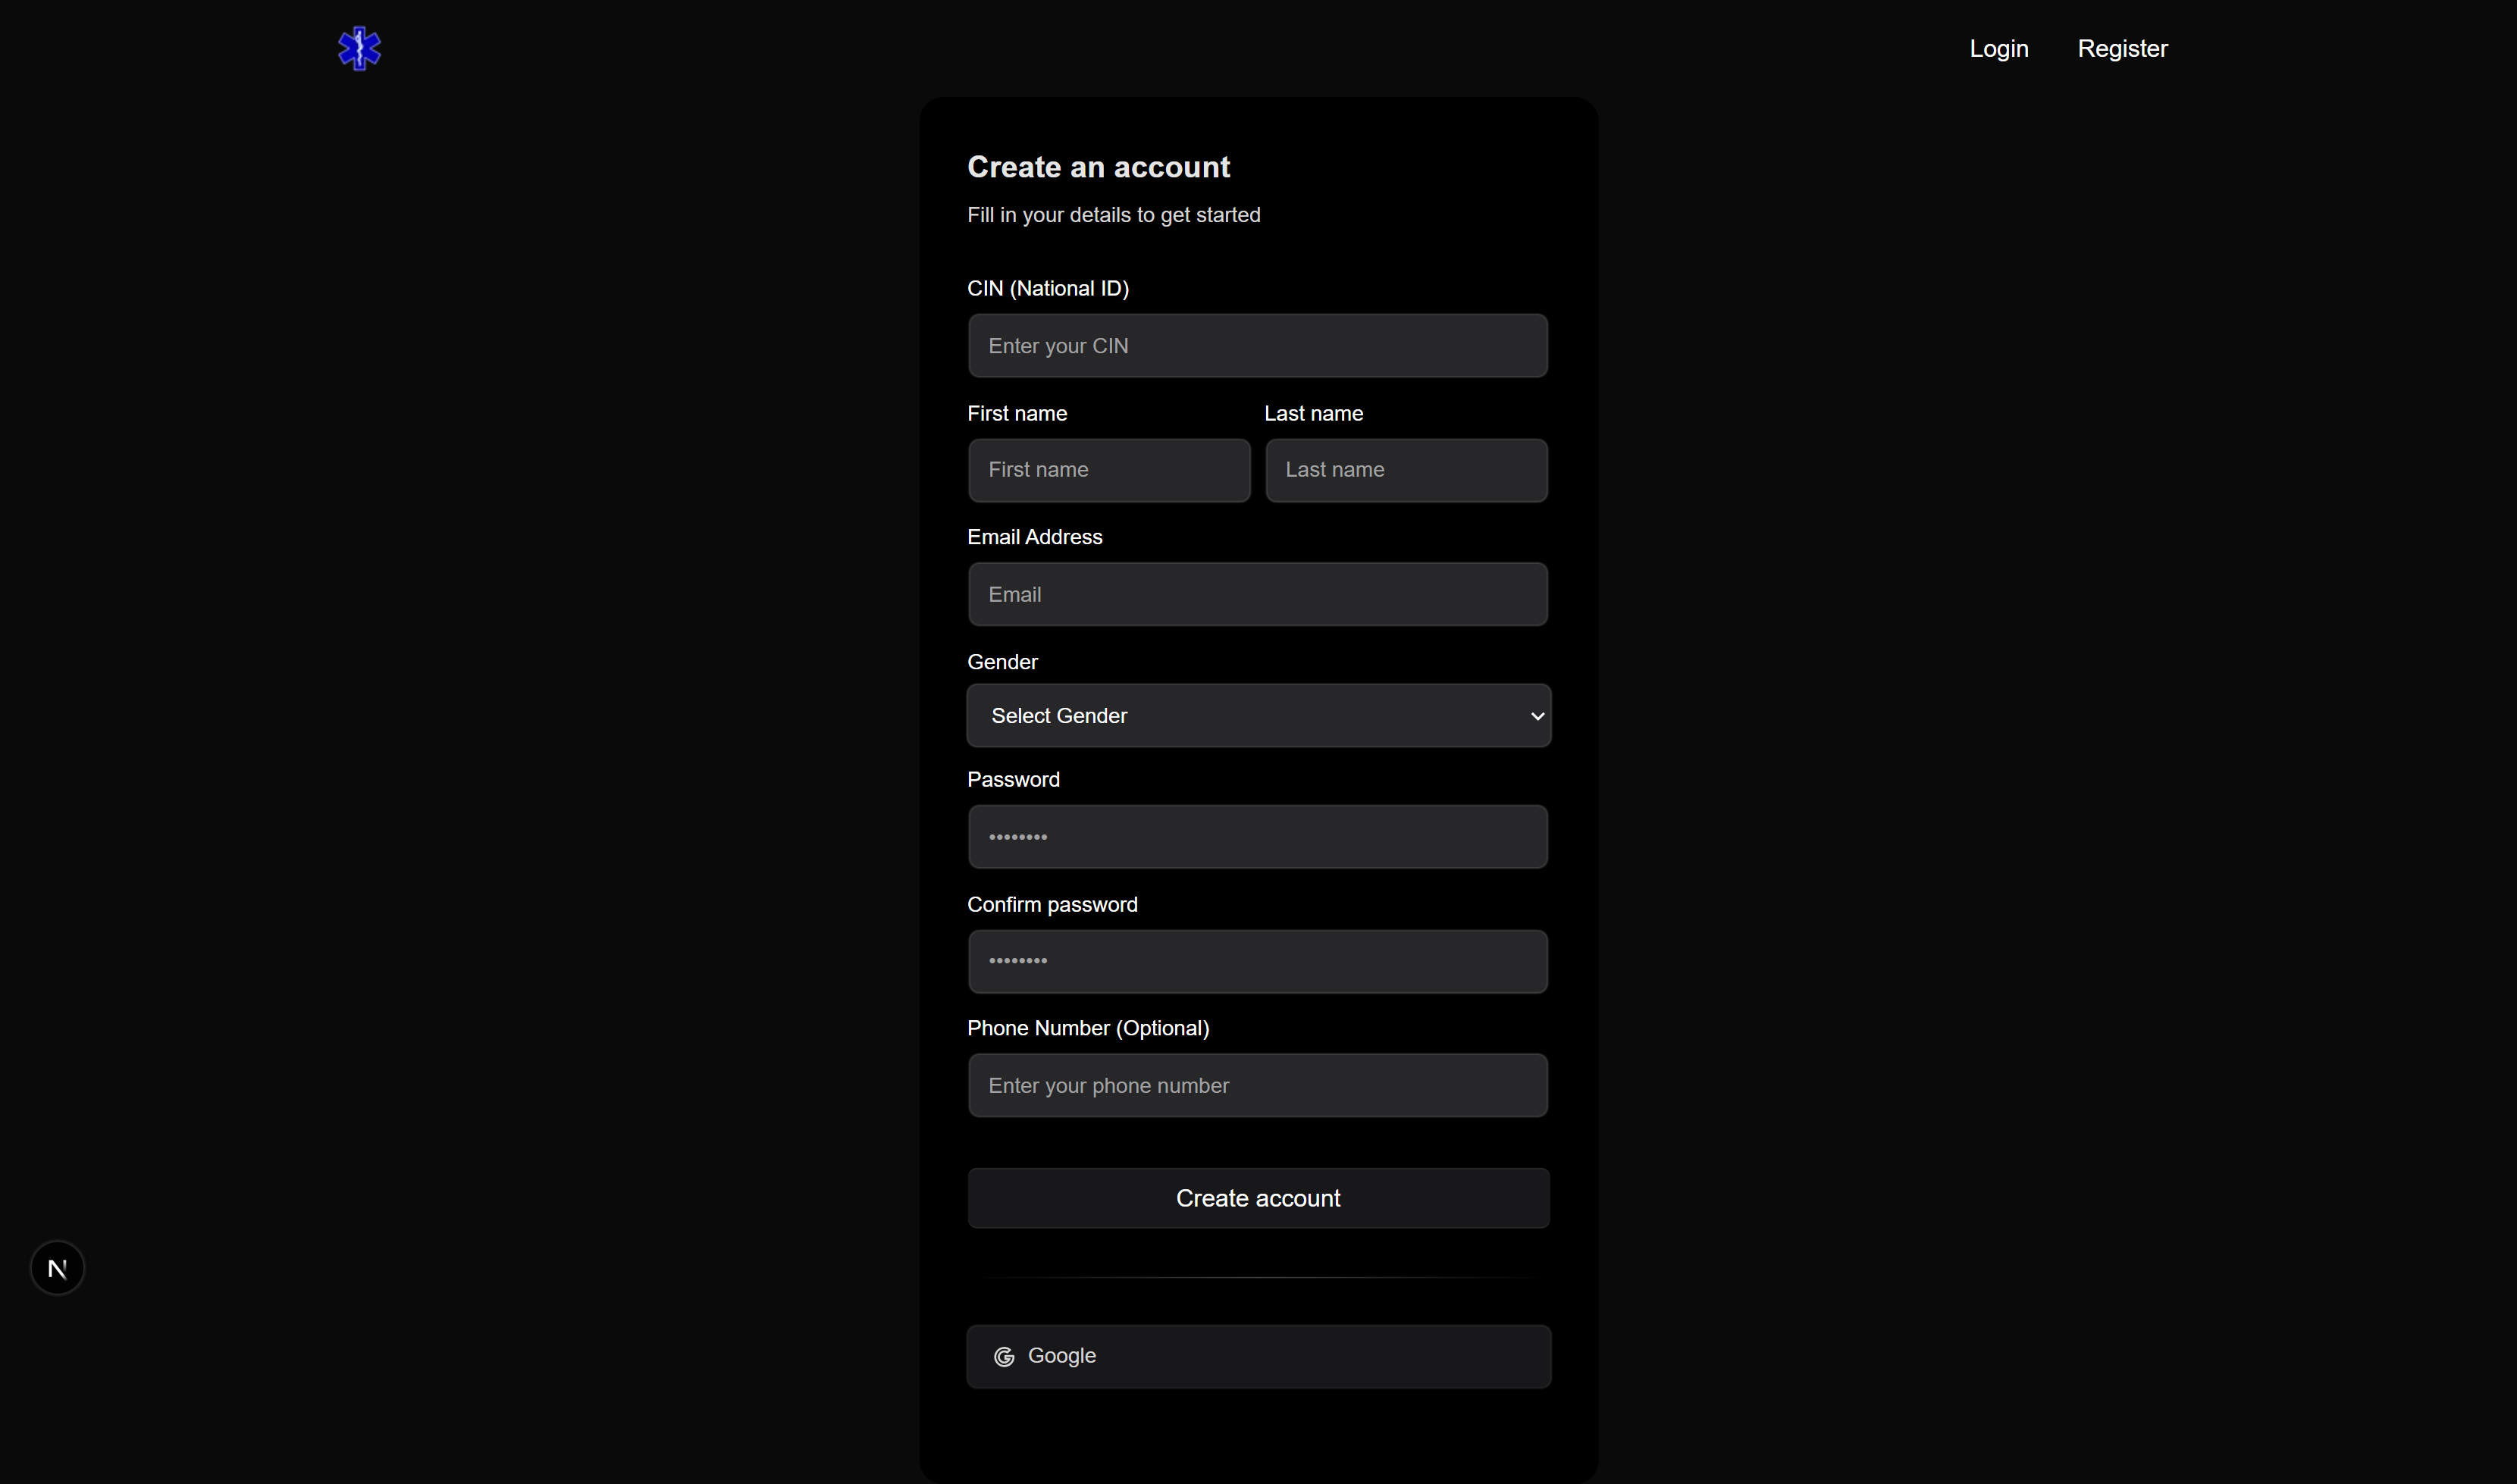 Login Register
Create an account
Fill in your details to get started
CIN (National ID)
Enter your CIN
First name Last name
First name Last name
Email Address
Email
Gender
Select Gender
Password
••••••••
Confirm password
••••••••
Phone Number (Optional)
Enter your phone number
Create account
N
Google